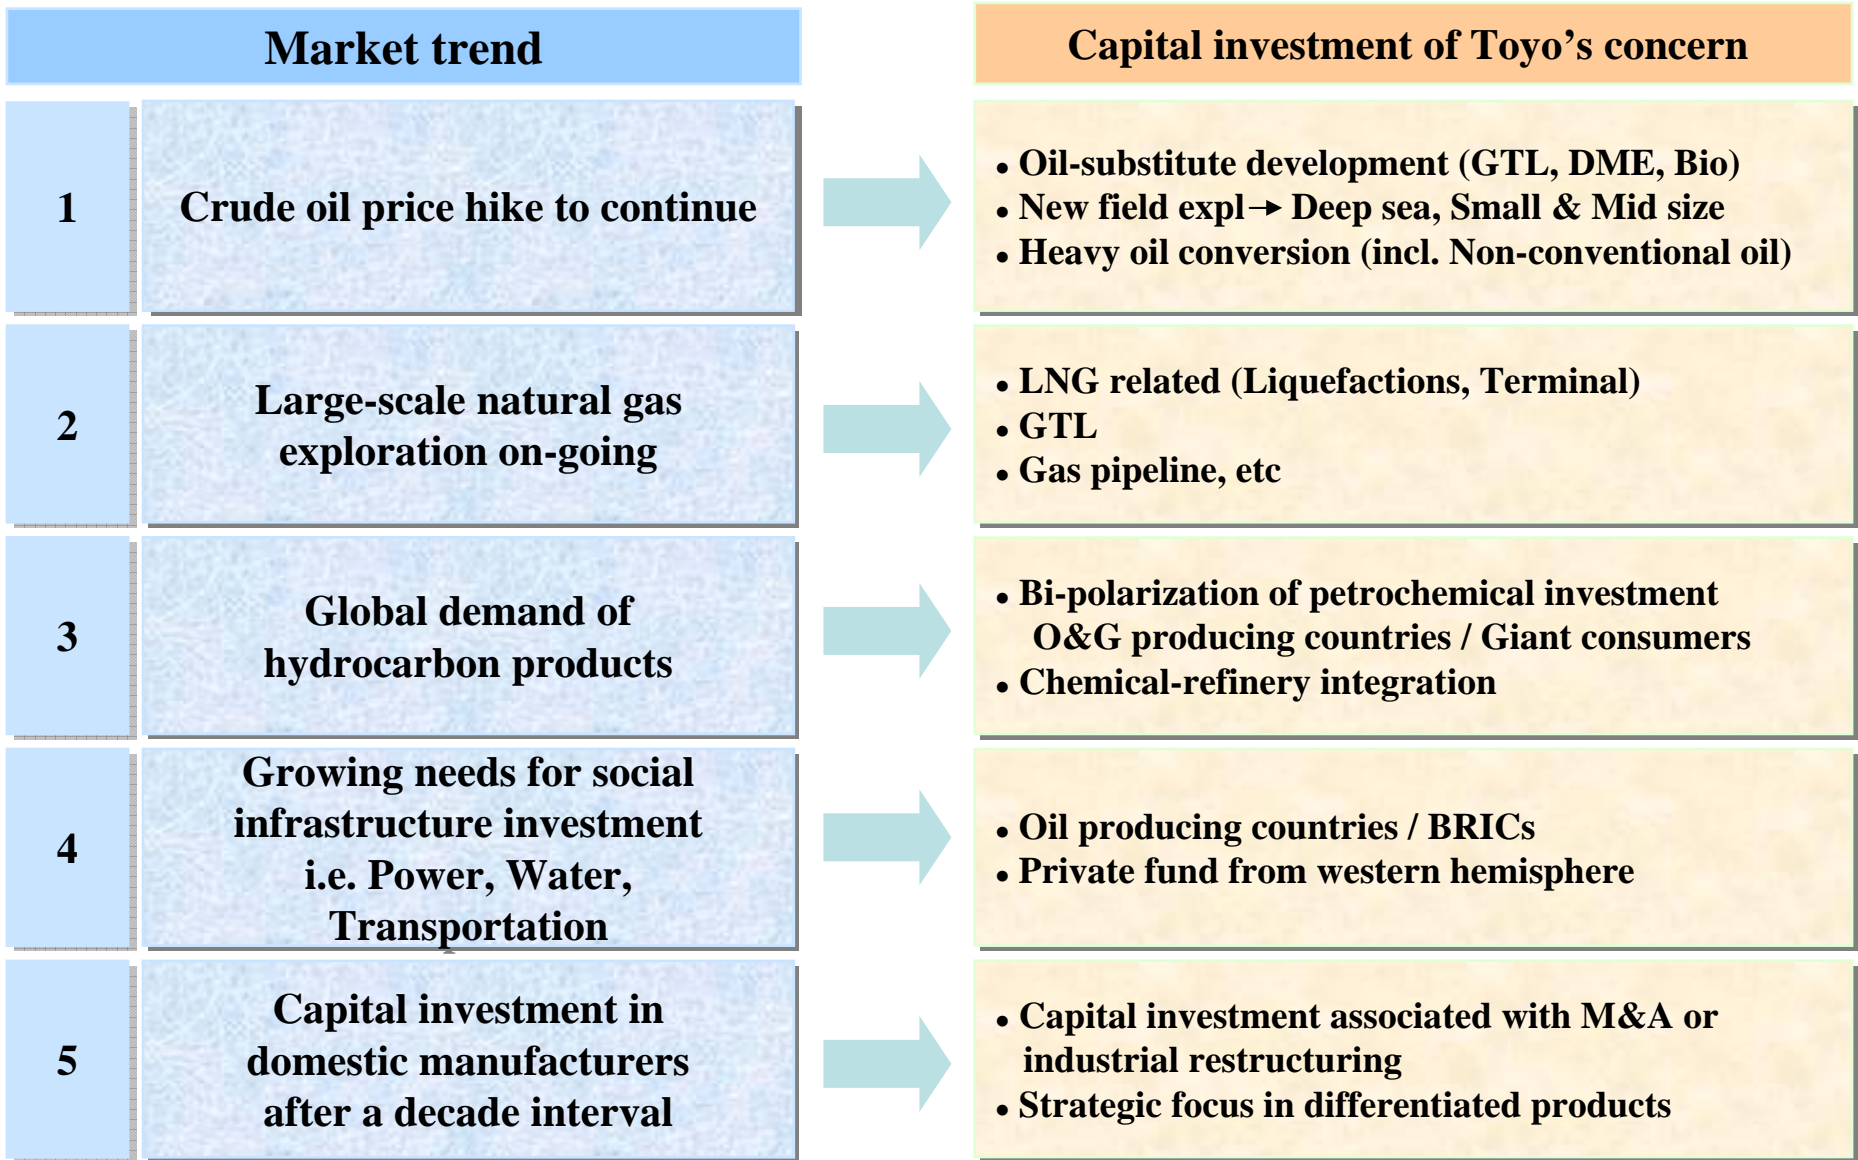 Market trend
Capital investment of Toyo’s concern
1
Crude oil price hike to continue
● Oil-substitute development (GTL, DME, Bio)
● New field expl→ Deep sea, Small & Mid size
● Heavy oil conversion (incl. Non-conventional oil)
2
Large-scale natural gas
exploration on-going
● LNG related (Liquefactions, Terminal)
● GTL
● Gas pipeline, etc
3
Global demand of
hydrocarbon products
● Bi-polarization of petrochemical investment
O&G producing countries / Giant consumers
● Chemical-refinery integration
4
Growing needs for social
infrastructure investment
i.e. Power, Water,
Transportation
● Oil producing countries / BRICs
● Private fund from western hemisphere
5
Capital investment in
domestic manufacturers
after a decade interval
● Capital investment associated with M&A or
industrial restructuring
● Strategic focus in differentiated products